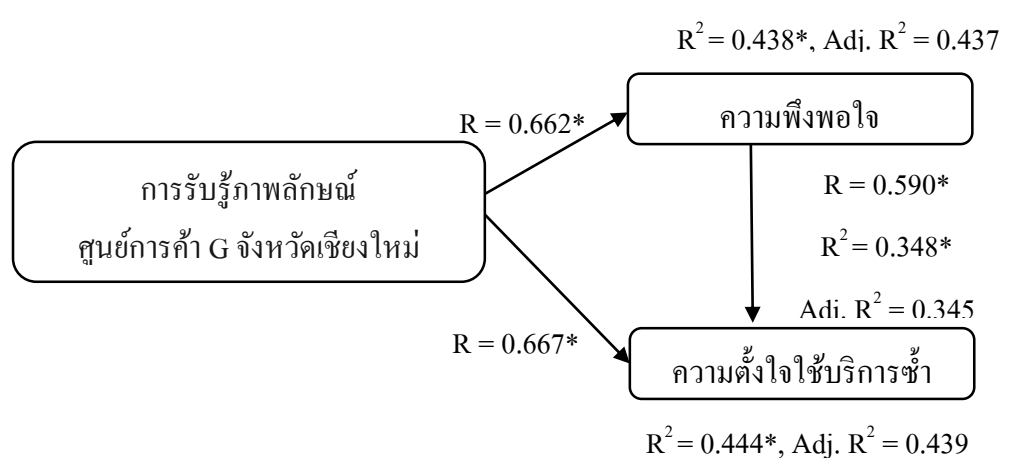 R² = 0.438*, Adj. R² = 0.437
ความพึงพอใจ
R = 0.662*
การรับรู้ภาพลักษณ์
ศูนย์การค้า G จังหวัดเชียงใหม่
R = 0.590*
R² = 0.348*
Adj. R² = 0.345
R = 0.667*
ความตั้งใจใช้บริการซ้ำ
R² = 0.444*, Adj. R² = 0.439